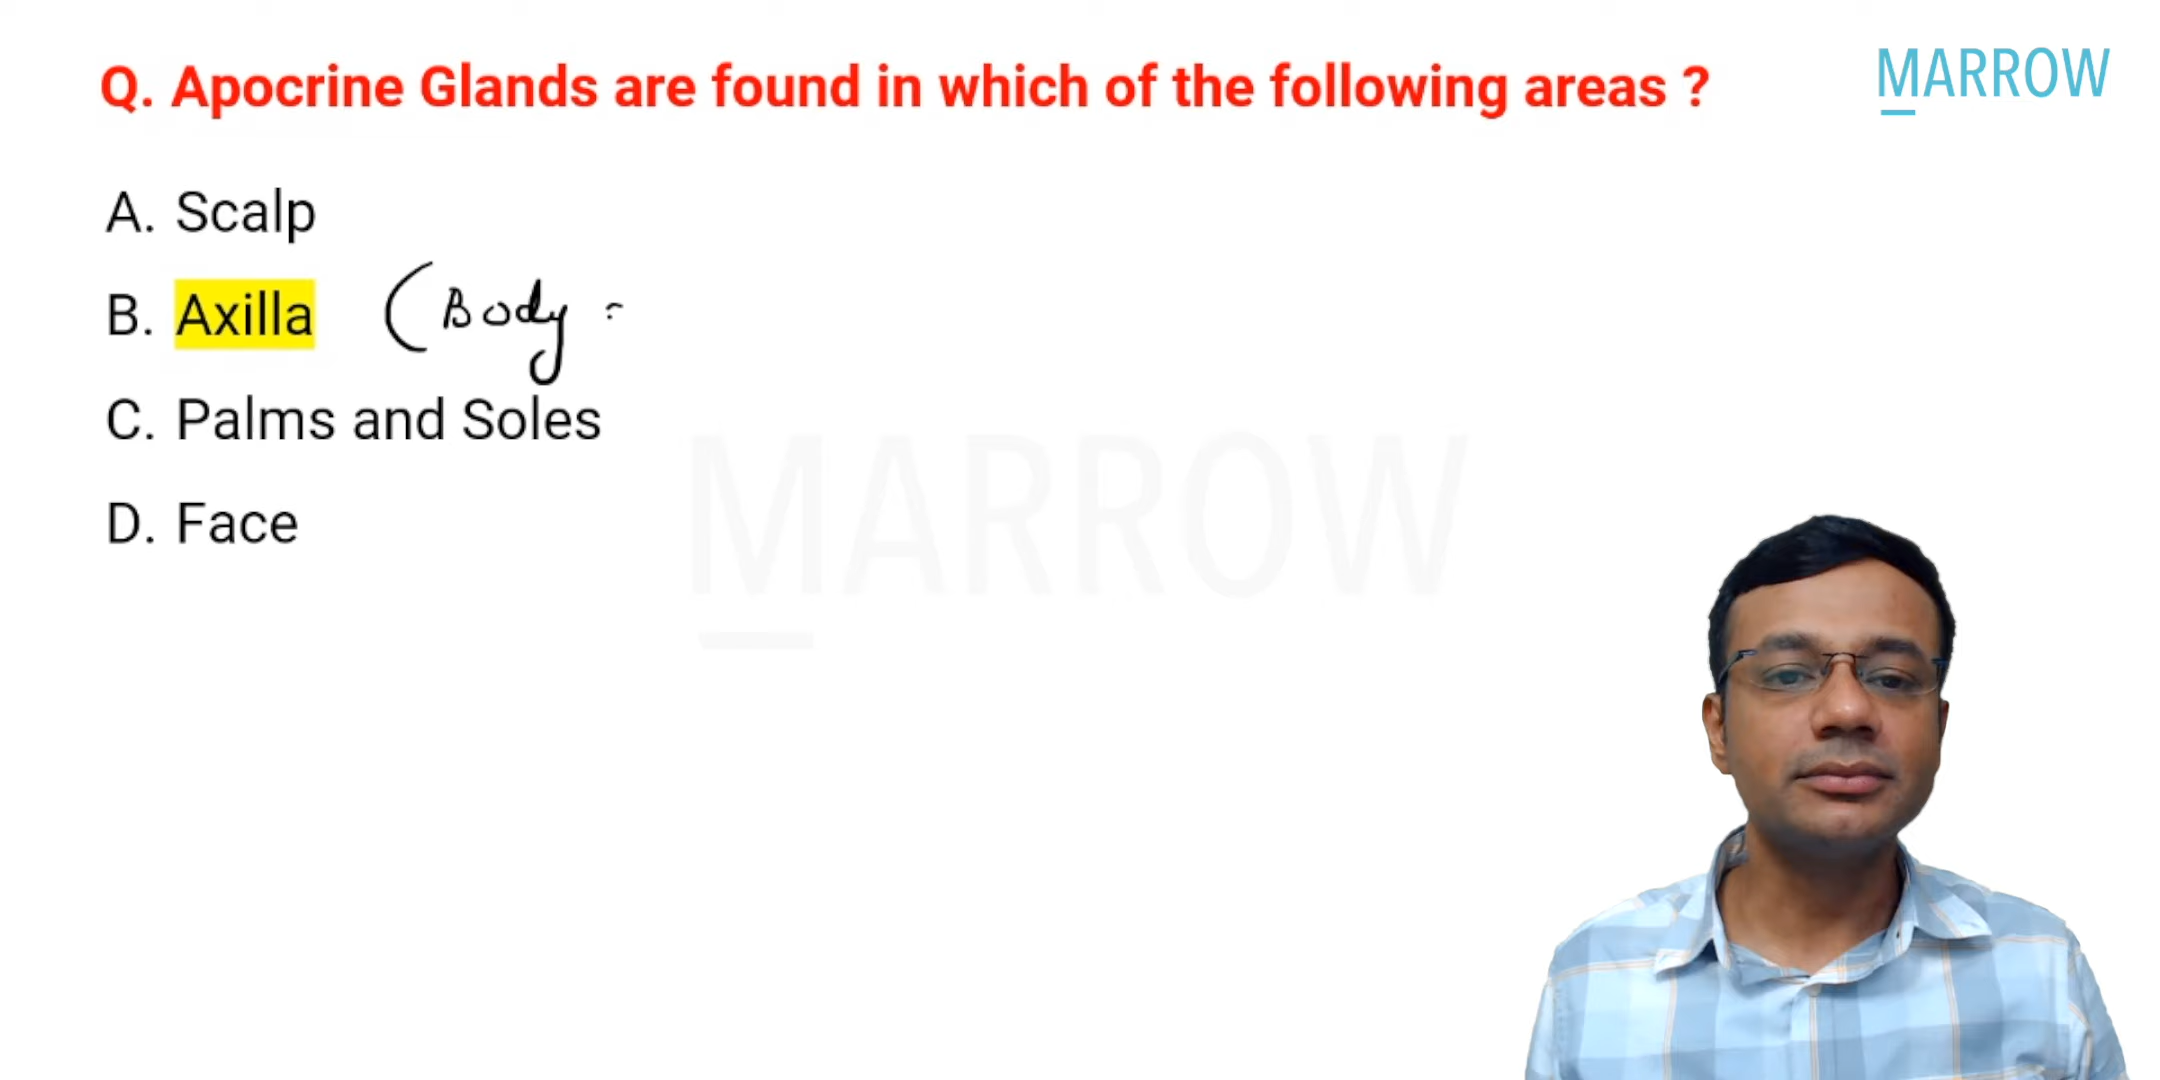 Q. Apocrine Glands are found in which of the following areas ?
MARROW
A. Scalp
B. Axilla (Body
C. Palms and Soles
MARROW
D. Face